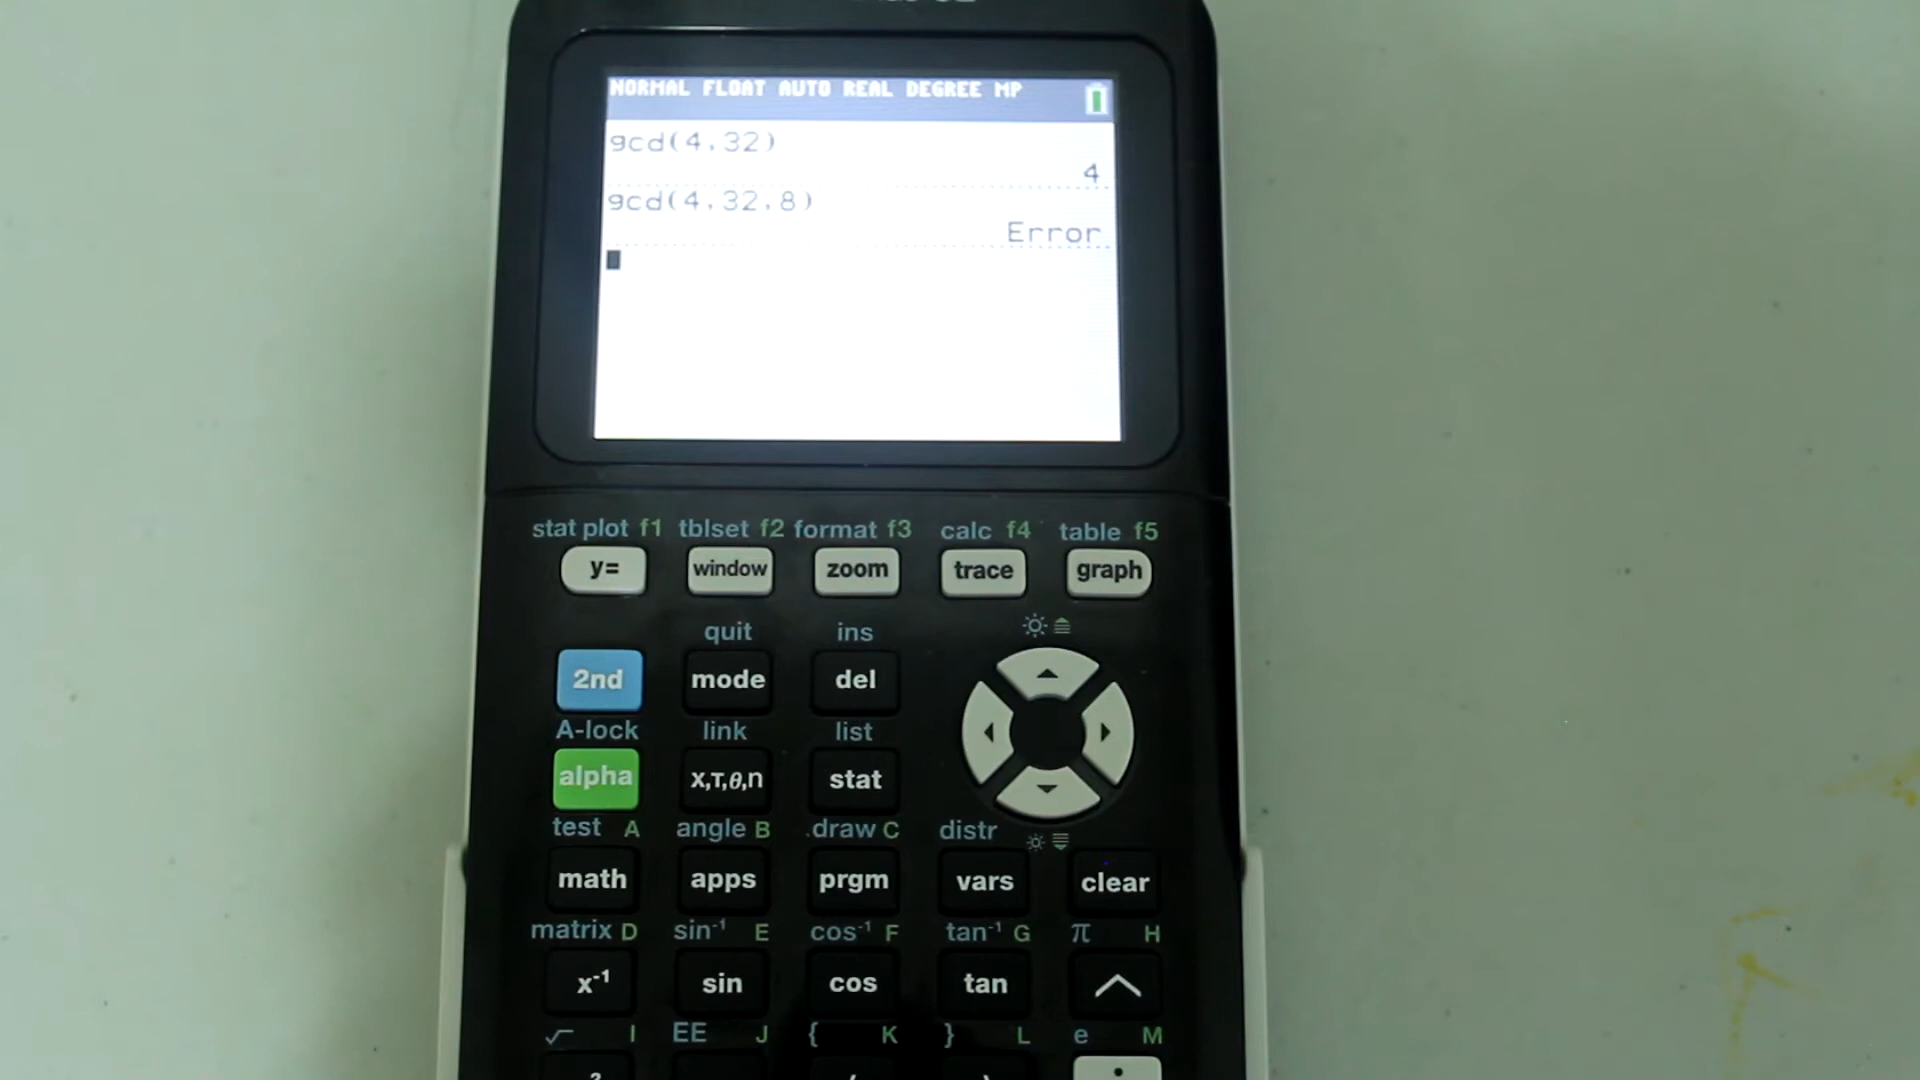 NORMAL FLOAT AUTO REAL DEGREE MP
gcd(4,32)
4
gcd(4,32,8)
Error
stat plot f1 tblset f2 format f3 calc f4 table f5
y= window zoom trace graph
quit ins
2nd mode del
A-lock link list
alpha X,T,θ,n stat
test A angle B draw C distr
math apps prgm vars clear
matrix D sin⁻¹ E cos⁻¹ F tan⁻¹ G π H
x⁻¹ sin cos tan ^
√ I EE J { K } L e M